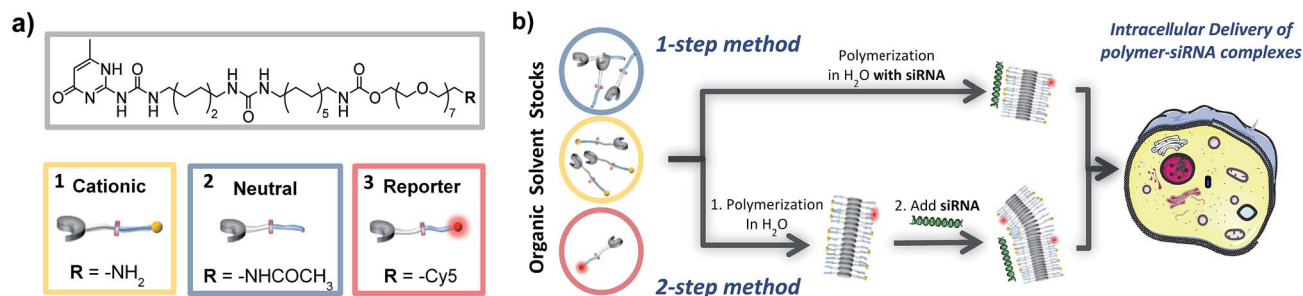 a)
NH
O
N
N
H
O
N
H
2
H
N
O
H
N
5
H
N
O
O
O
7
R
1 Cationic
R = -NH₂
2 Neutral
R = -NHCOCH₃
3 Reporter
R = -Cy5
b)
Organic Solvent Stocks
1-step method
Polymerization
in H₂O with siRNA
1. Polymerization
In H₂O
2. Add siRNA
2-step method
Intracellular Delivery of
polymer-siRNA complexes